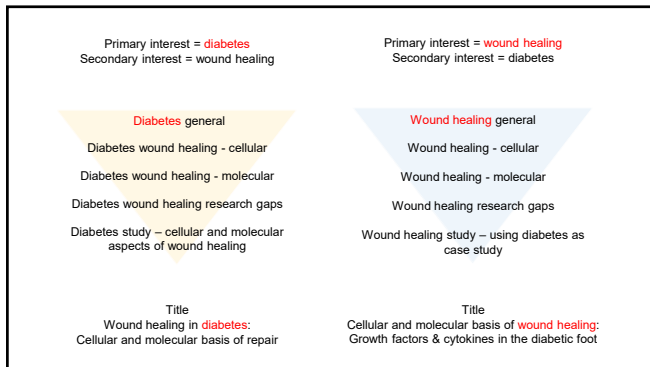 Primary interest = diabetes
Secondary interest = wound healing
Diabetes general
Diabetes wound healing - cellular
Diabetes wound healing - molecular
Diabetes wound healing research gaps
Diabetes study – cellular and molecular
aspects of wound healing
Title
Wound healing in diabetes:
Cellular and molecular basis of repair
Primary interest = wound healing
Secondary interest = diabetes
Wound healing general
Wound healing - cellular
Wound healing - molecular
Wound healing research gaps
Wound healing study – using diabetes as
case study
Title
Cellular and molecular basis of wound healing:
Growth factors & cytokines in the diabetic foot